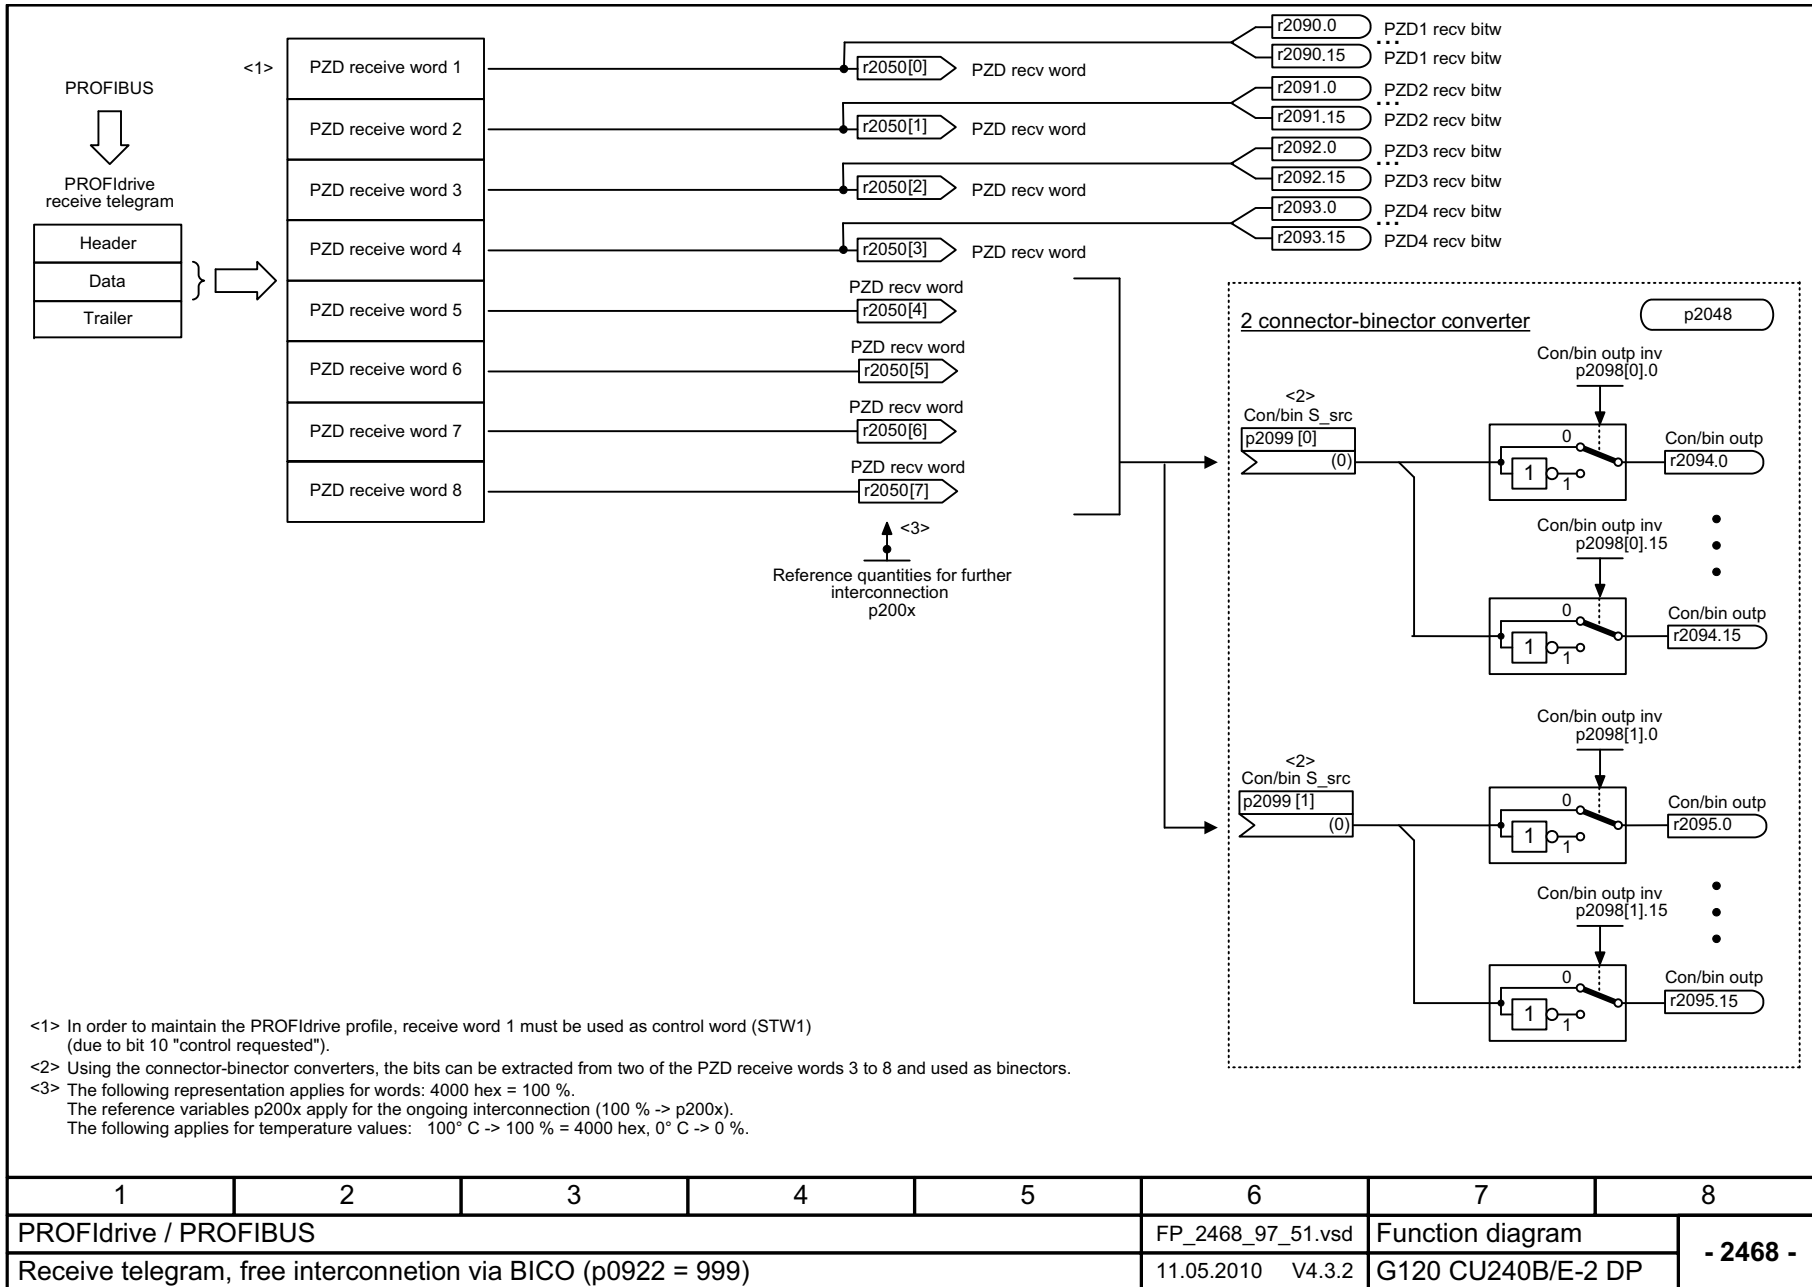 PROFIBUS
PROFIdrive
receive telegram
Header
Data
Trailer
<1>
PZD receive word 1
PZD receive word 2
PZD receive word 3
PZD receive word 4
PZD receive word 5
PZD receive word 6
PZD receive word 7
PZD receive word 8
r2050[0] PZD recv word
r2050[1] PZD recv word
r2050[2] PZD recv word
r2050[3] PZD recv word
PZD recv word
r2050[4]
PZD recv word
r2050[5]
PZD recv word
r2050[6]
PZD recv word
r2050[7]
<3>
Reference quantities for further
interconnection
p200x
r2090.0 PZD1 recv bitw
...
r2090.15 PZD1 recv bitw
r2091.0 PZD2 recv bitw
...
r2091.15 PZD2 recv bitw
r2092.0 PZD3 recv bitw
...
r2092.15 PZD3 recv bitw
r2093.0 PZD4 recv bitw
...
r2093.15 PZD4 recv bitw
2 connector-binector converter
p2048
<2>
Con/bin S_src
p2099 [0]
(0)
Con/bin outp inv
p2098[0].0
0
1
1
Con/bin outp
r2094.0
Con/bin outp inv
p2098[0].15
0
1
1
Con/bin outp
r2094.15
<2>
Con/bin S_src
p2099 [1]
(0)
Con/bin outp inv
p2098[1].0
0
1
1
Con/bin outp
r2095.0
Con/bin outp inv
p2098[1].15
0
1
1
Con/bin outp
r2095.15
<1> In order to maintain the PROFIdrive profile, receive word 1 must be used as control word (STW1)
(due to bit 10 "control requested").
<2> Using the connector-binector converters, the bits can be extracted from two of the PZD receive words 3 to 8 and used as binectors.
<3> The following representation applies for words: 4000 hex = 100 %.
The reference variables p200x apply for the ongoing interconnection (100 % -> p200x).
The following applies for temperature values: 100° C -> 100 % = 4000 hex, 0° C -> 0 %.
1 2 3 4 5 6 7 8
PROFIdrive / PROFIBUS FP_2468_97_51.vsd Function diagram
- 2468 -
Receive telegram, free interconnetion via BICO (p0922 = 999) 11.05.2010 V4.3.2 G120 CU240B/E-2 DP